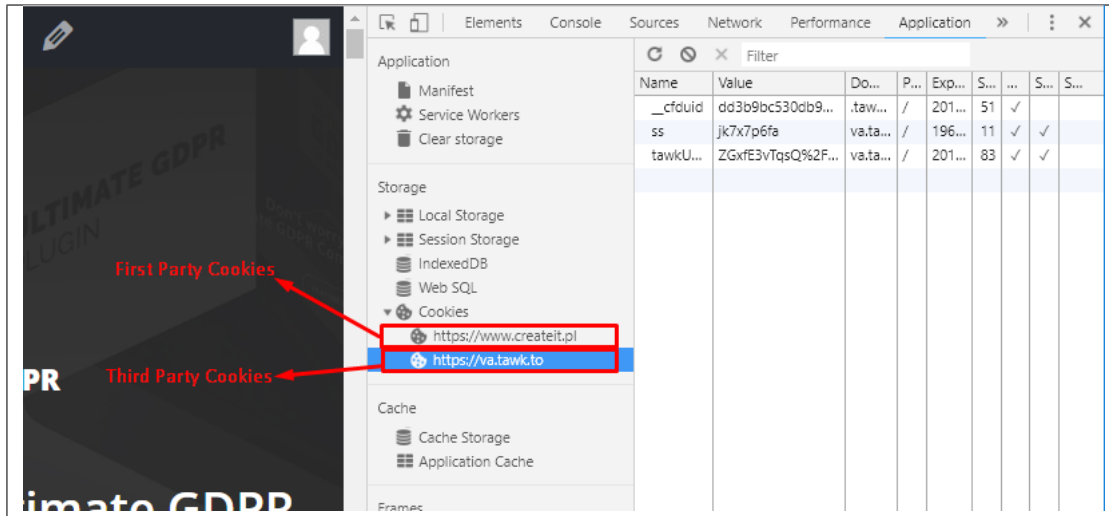 Elements Console Sources Network Performance Application »
Application
Manifest
Service Workers
Clear storage
Storage
Local Storage
Session Storage
IndexedDB
Web SQL
Cookies
https://www.createit.pl
https://va.tawk.to
Cache
Cache Storage
Application Cache
Frames
Filter
Name Value Do... P... Exp... S... ... S... S...
__cfduid dd3b9bc530db9... .taw... / 201... 51 ✓
ss jk7x7p6fa va.ta... / 196... 11 ✓ ✓
tawkU... ZGxfE3vTqsQ%2F... va.ta... / 201... 83 ✓ ✓
First Party Cookies
Third Party Cookies
LTIMATE GDPR
LUGIN
PR
timate GDPR